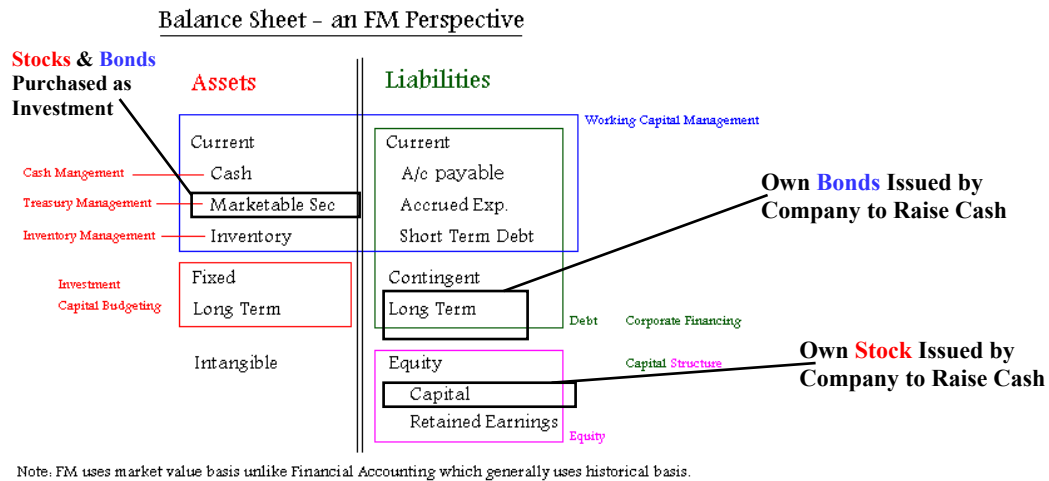 Balance Sheet - an FM Perspective
Stocks & Bonds
Purchased as
Investment
Assets
Liabilities
Working Capital Management
Current
Current
Cash Mangement
Cash
A/c payable
Treasury Management
Marketable Sec
Accrued Exp.
Own Bonds Issued by
Company to Raise Cash
Inventory Management
Inventory
Short Term Debt
Investment
Capital Budgeting
Fixed
Long Term
Contingent
Long Term
Debt
Corporate Financing
Intangible
Equity
Capital Structure
Own Stock Issued by
Company to Raise Cash
Capital
Retained Earnings
Equity
Note: FM uses market value basis unlike Financial Accounting which generally uses historical basis.